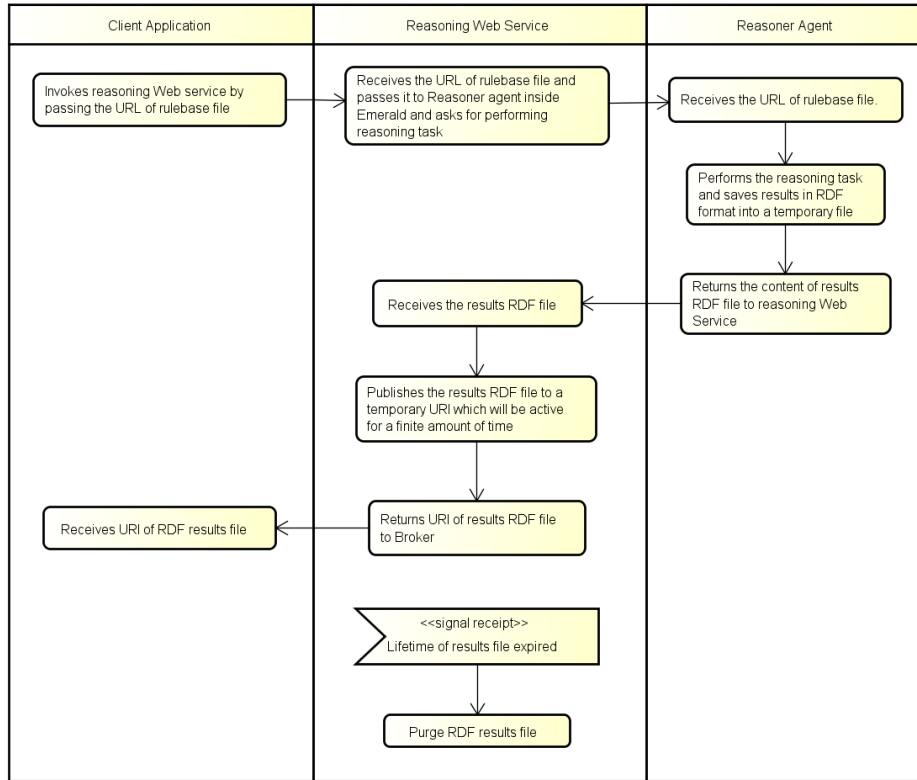 Client Application
Reasoning Web Service
Reasoner Agent
Invokes reasoning Web service by
passing the URL of rulebase file
Receives the URL of rulebase file and
passes it to Reasoner agent inside
Emerald and asks for performing
reasoning task
Receives the URL of rulebase file.
Performs the reasoning task
and saves results in RDF
format into a temporary file
Returns the content of results
RDF file to reasoning Web
Service
Receives the results RDF file
Publishes the results RDF file to a
temporary URI which will be active
for a finite amount of time
Returns URI of results RDF file
to Broker
Receives URI of RDF results file
<<signal receipt>>
Lifetime of results file expired
Purge RDF results file